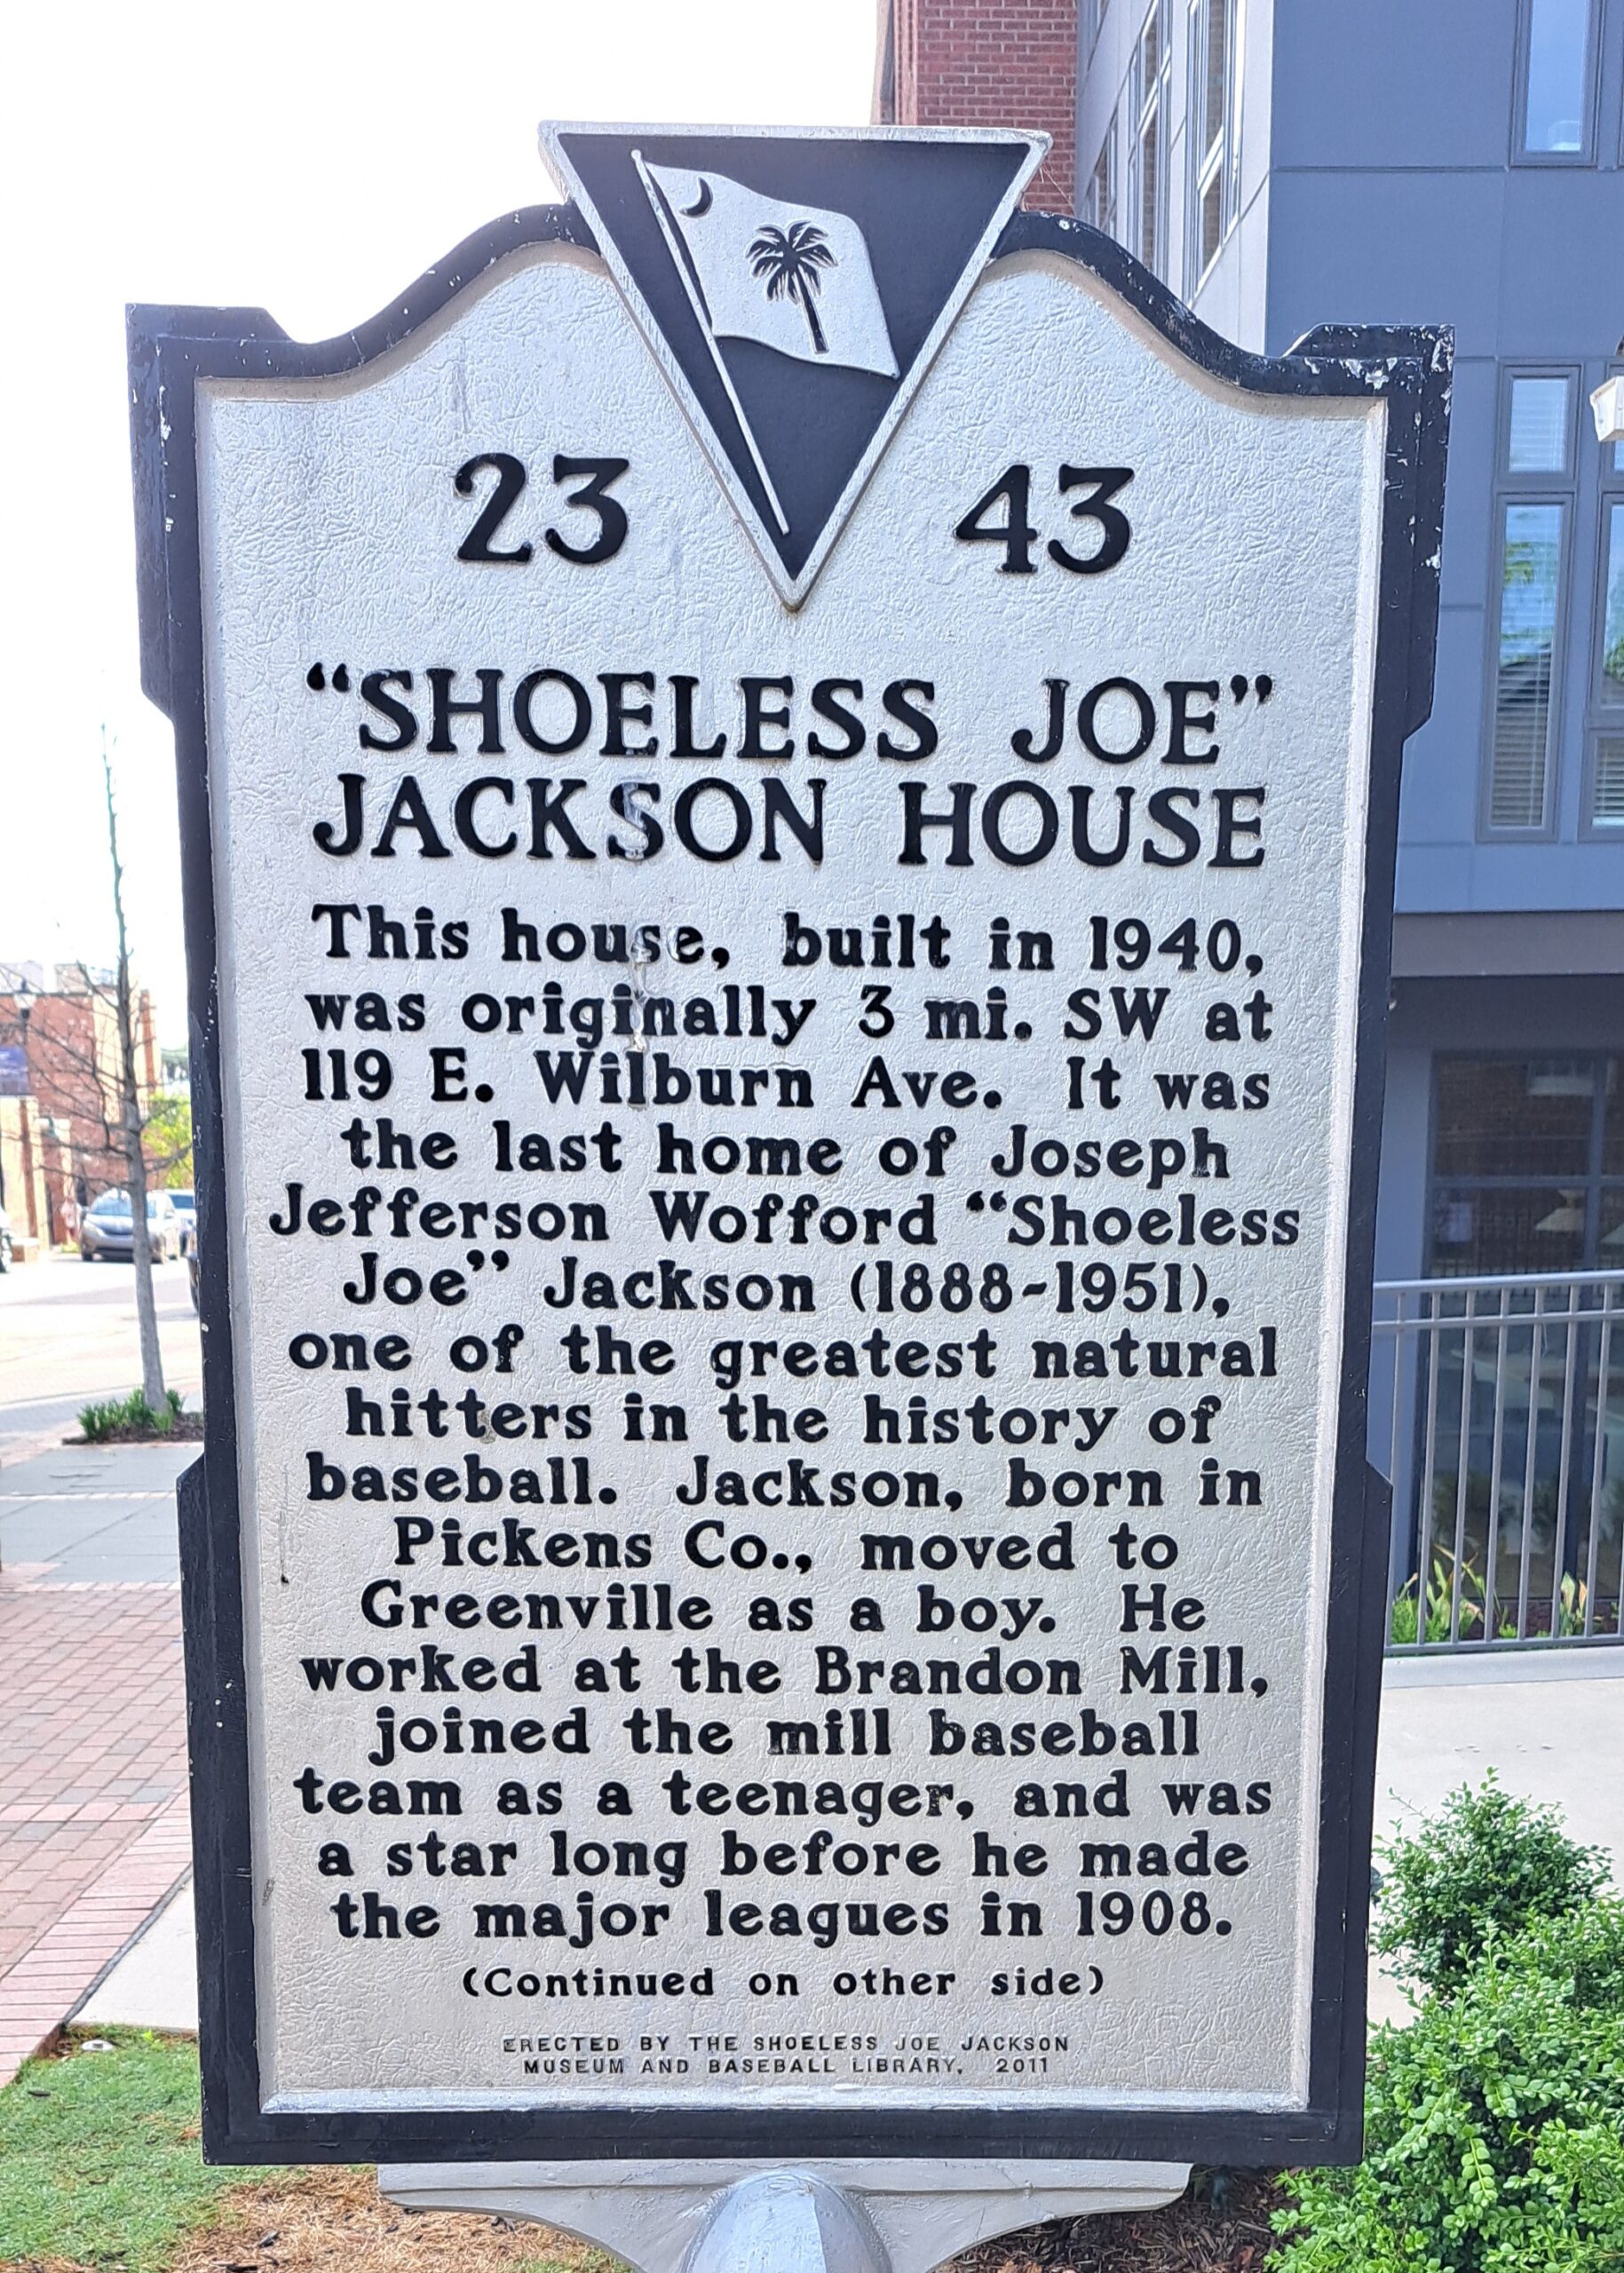 23 43
“SHOELESS JOE”
JACKSON HOUSE
This house, built in 1940,
was originally 3 mi. SW at
119 E. Wilburn Ave. It was
the last home of Joseph
Jefferson Wofford “Shoeless
Joe” Jackson (1888-1951),
one of the greatest natural
hitters in the history of
baseball. Jackson, born in
Pickens Co., moved to
Greenville as a boy. He
worked at the Brandon Mill,
joined the mill baseball
team as a teenager, and was
a star long before he made
the major leagues in 1908.
(Continued on other side)
ERECTED BY THE SHOELESS JOE JACKSON
MUSEUM AND BASEBALL LIBRARY, 2011